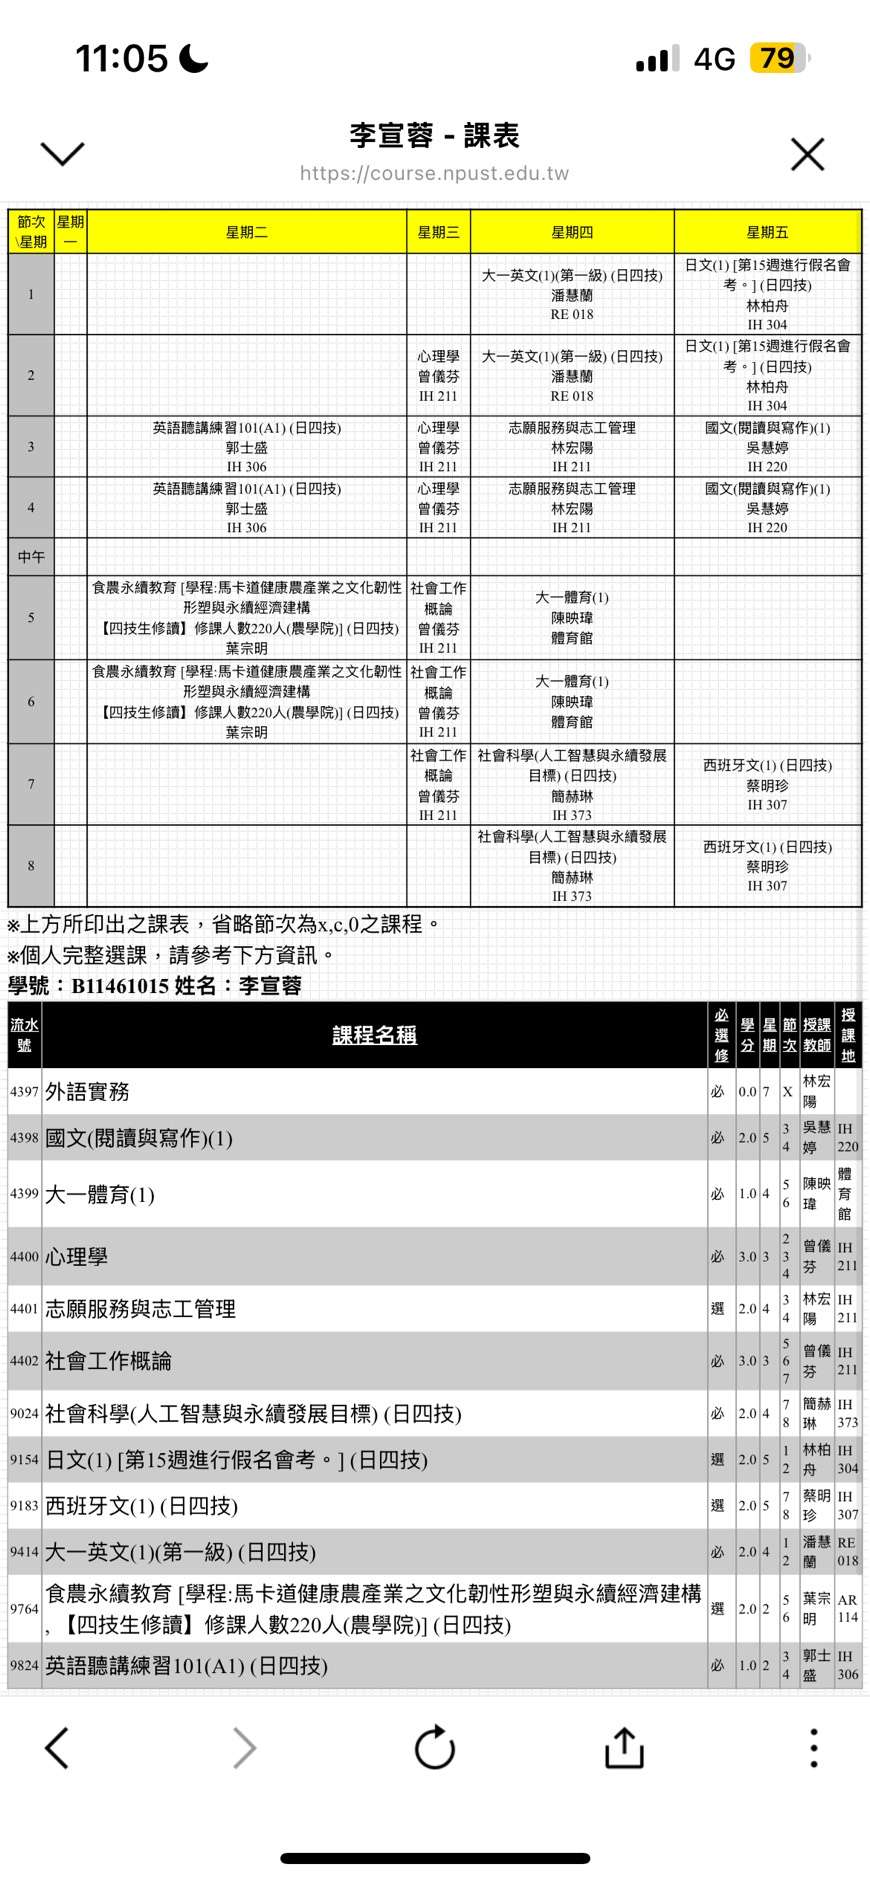 11:05
4G 79
李宣蓉 - 課表
https://course.npust.edu.tw
節次\星期 星期一 星期二 星期三 星期四 星期五
1
大一英文(1)(第一級) (日四技)
潘慧蘭
RE 018
日文(1) [第15週進行假名會
考。] (日四技)
林柏舟
IH 304
2
心理學
曾儀芬
IH 211
大一英文(1)(第一級) (日四技)
潘慧蘭
RE 018
日文(1) [第15週進行假名會
考。] (日四技)
林柏舟
IH 304
3
英語聽講練習101(A1) (日四技)
郭士盛
IH 306
心理學
曾儀芬
IH 211
志願服務與志工管理
林宏陽
IH 211
國文(閱讀與寫作)(1)
吳慧婷
IH 220
4
英語聽講練習101(A1) (日四技)
郭士盛
IH 306
心理學
曾儀芬
IH 211
志願服務與志工管理
林宏陽
IH 211
國文(閱讀與寫作)(1)
吳慧婷
IH 220
中午
5
食農永續教育 [學程:馬卡道健康農產業之文化韌性
形塑與永續經濟建構
【四技生修讀】修課人數220人(農學院)] (日四技)
葉宗明
社會工作
概論
曾儀芬
IH 211
大一體育(1)
陳映瑋
體育館
6
食農永續教育 [學程:馬卡道健康農產業之文化韌性
形塑與永續經濟建構
【四技生修讀】修課人數220人(農學院)] (日四技)
葉宗明
社會工作
概論
曾儀芬
IH 211
大一體育(1)
陳映瑋
體育館
7
社會工作
概論
曾儀芬
IH 211
社會科學(人工智慧與永續發展
目標) (日四技)
簡赫琳
IH 373
西班牙文(1) (日四技)
蔡明珍
IH 307
8
社會科學(人工智慧與永續發展
目標) (日四技)
簡赫琳
IH 373
西班牙文(1) (日四技)
蔡明珍
IH 307
※上方所印出之課表，省略節次為x,c,0之課程。
※個人完整選課，請參考下方資訊。
學號：B11461015 姓名：李宣蓉
流水號 課程名稱 必選修 學分 星期 節次 授課教師 授課地
4397 外語實務 必 0.0 7 X 林宏陽
4398 國文(閱讀與寫作)(1) 必 2.0 5 3 4 吳慧婷 IH 220
4399 大一體育(1) 必 1.0 4 5 6 陳映瑋 體育館
4400 心理學 必 3.0 3 2 3 4 曾儀芬 IH 211
4401 志願服務與志工管理 選 2.0 4 3 4 林宏陽 IH 211
4402 社會工作概論 必 3.0 3 5 6 7 曾儀芬 IH 211
9024 社會科學(人工智慧與永續發展目標) (日四技) 必 2.0 4 7 8 簡赫琳 IH 373
9154 日文(1) [第15週進行假名會考。] (日四技) 選 2.0 5 1 2 林柏舟 IH 304
9183 西班牙文(1) (日四技) 選 2.0 5 7 8 蔡明珍 IH 307
9414 大一英文(1)(第一級) (日四技) 必 2.0 4 1 2 潘慧蘭 RE 018
9764 食農永續教育 [學程:馬卡道健康農產業之文化韌性形塑與永續經濟建構
,【四技生修讀】修課人數220人(農學院)] (日四技) 選 2.0 2 5 6 葉宗明 AR 114
9824 英語聽講練習101(A1) (日四技) 必 1.0 2 3 4 郭士盛 IH 306